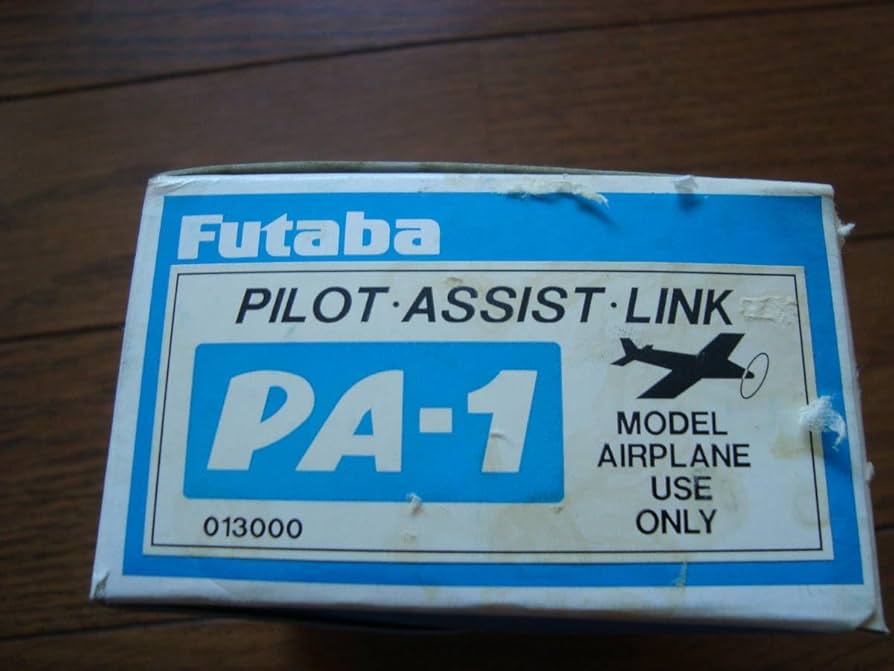 Futaba
PILOT·ASSIST·LINK
PA-1
MODEL
AIRPLANE
USE
ONLY
013000